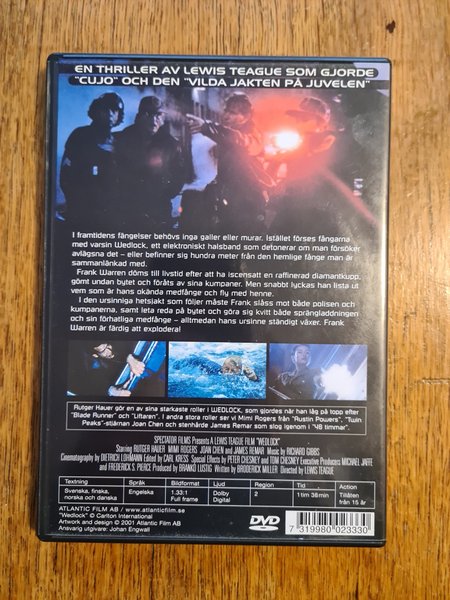 EN THRILLER AV LEWIS TEAGUE SOM GJORDE
"CUJO" OCH DEN "VILDA JAKTEN PÅ JUVELEN"
I framtidens fängelser behövs inga galler eller murar. Istället förses fångarna
med varsin Wedlock, ett elektroniskt halsband som detonerar om man försöker
avlägsna det – eller befinner sig hundra meter från den hemlige fånge man är
sammanlänkad med.
Frank Warren döms till livstid efter att ha iscensatt en raffinerad diamantkupp,
gömt undan bytet och förråts av sina kumpaner. Men snabbt lyckas han lista ut
vem som är hans okända medfånge och fly med henne.
I den ursinniga hetsjakt som följer måste Frank slåss mot både polisen och
kumpanerna, samt leta reda på bytet och göra sig kvitt både sprängladdningen
och sin förhatliga medfånge – alltmedan hans ursinne ständigt växer. Frank
Warren är färdig att explodera!
Rutger Hauer gör en av sina starkaste roller i WEDLOCK, som gjordes när han låg på topp efter
"Blade Runner" och "Liftaren". I andra stora roller ser vi Mimi Rogers från "Austin Powers", "Twin
Peaks"-stjärnan Joan Chen och stenhårde James Remar som slog igenom i "48 timmar".
SPECTATOR FILMS Presents A LEWIS TEAGUE FILM "WEDLOCK"
Starring RUTGER HAUER MIMI ROGERS JOAN CHEN and JAMES REMAR Music by RICHARD GIBBS
Cinematography by DIETRICH LOHMANN Edited by CARL KRESS Special Effects by PETER CHESNEY and TOM CHESNEY Executive Producers MICHAEL JAFFE
and FREDERICK S. PIERCE Produced by BRANKO LUSTIG Written by BRODERICK MILLER Directed by LEWIS TEAGUE
Textning Språk Bildformat Ljud Region Tid Action
Svenska, finska, Engelska 1.33:1 Dolby 2 1 tim 38min Tillåten
norska och danska Full frame Digital från 15 år
ATLANTIC FILM AB / www.atlanticfilm.se
"Wedlock" © Carlton International
Artwork and design © 2001 Atlantic Film AB
Ansvarig utgivare: Johan Engwall
DVD
VIDEO
7 319980 023330